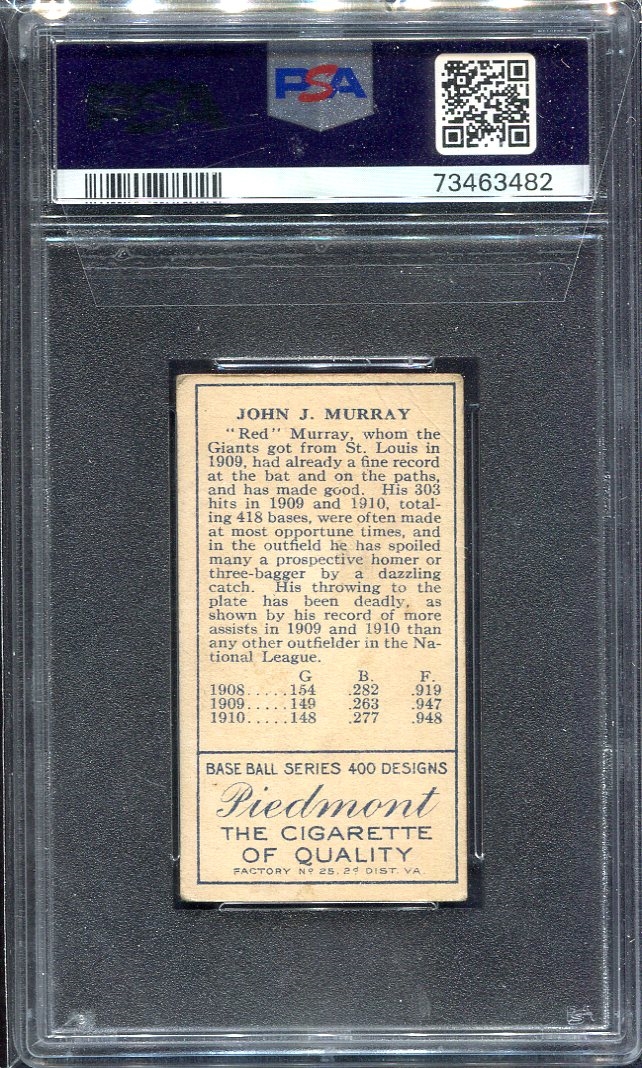 PSA
PSA
73463482
JOHN J. MURRAY
"Red" Murray, whom the
Giants got from St. Louis in
1909, had already a fine record
at the bat and on the paths,
and has made good. His 303
hits in 1909 and 1910, total-
ing 418 bases, were often made
at most opportune times, and
in the outfield he has spoiled
many a prospective homer or
three-bagger by a dazzling
catch. His throwing to the
plate has been deadly, as
shown by his record of more
assists in 1909 and 1910 than
any other outfielder in the Na-
tional League.
G B. F.
1908.....154 .282 .919
1909.....149 .263 .947
1910.....148 .277 .948
BASE BALL SERIES 400 DESIGNS
Piedmont
THE CIGARETTE
OF QUALITY
FACTORY Nº 25. 2D DIST. VA.
PSA